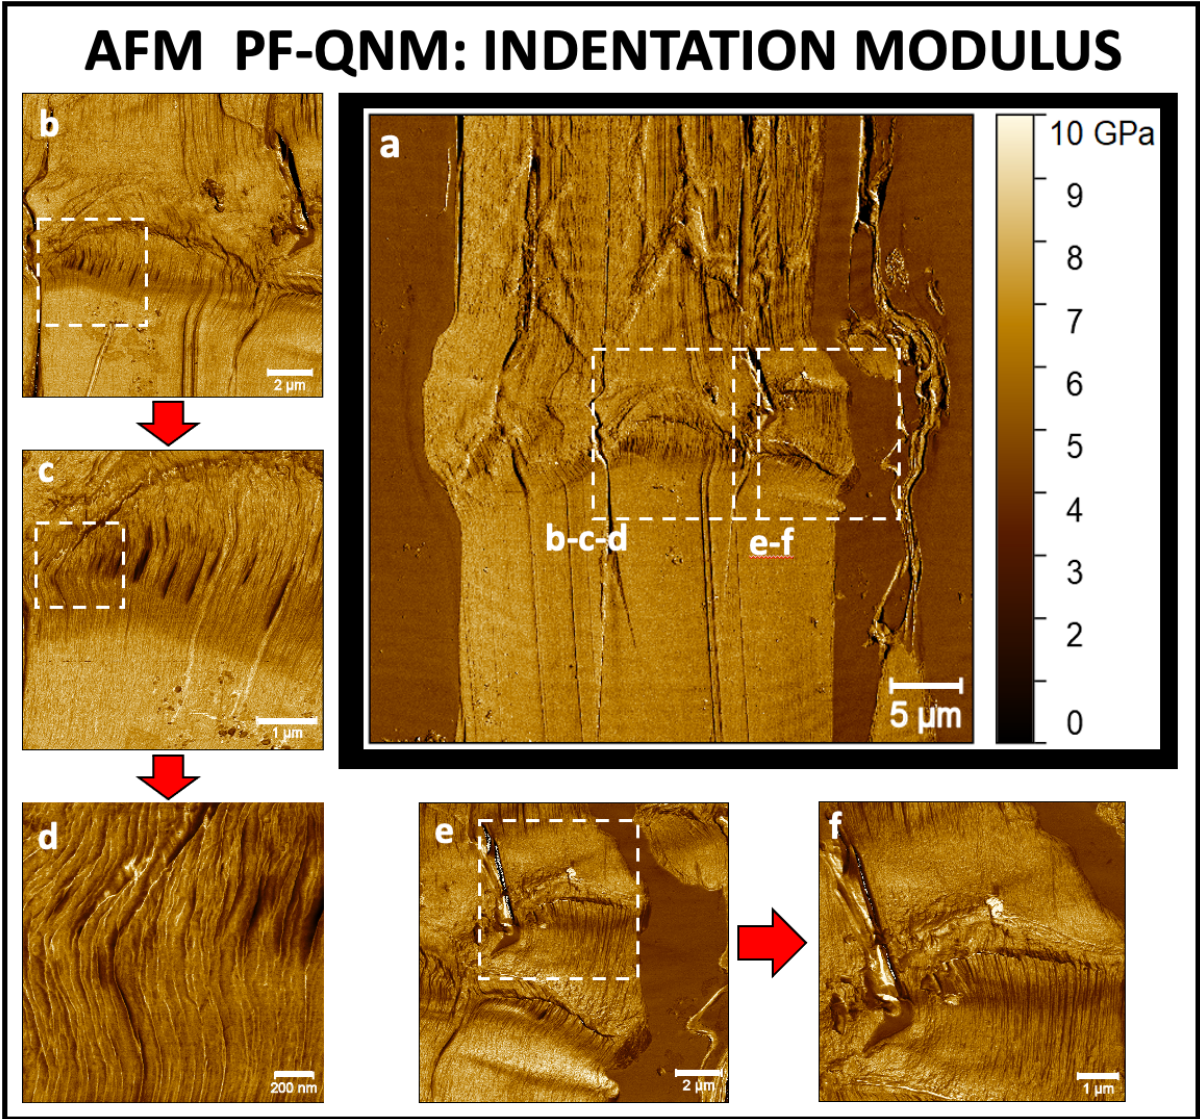 AFM PF-QNM: INDENTATION MODULUS
b
2 µm
a
b-c-d
e-f
5 µm
10 GPa
9
8
7
6
5
4
3
2
0
c
1 µm
d
200 nm
e
2 µm
f
1 µm